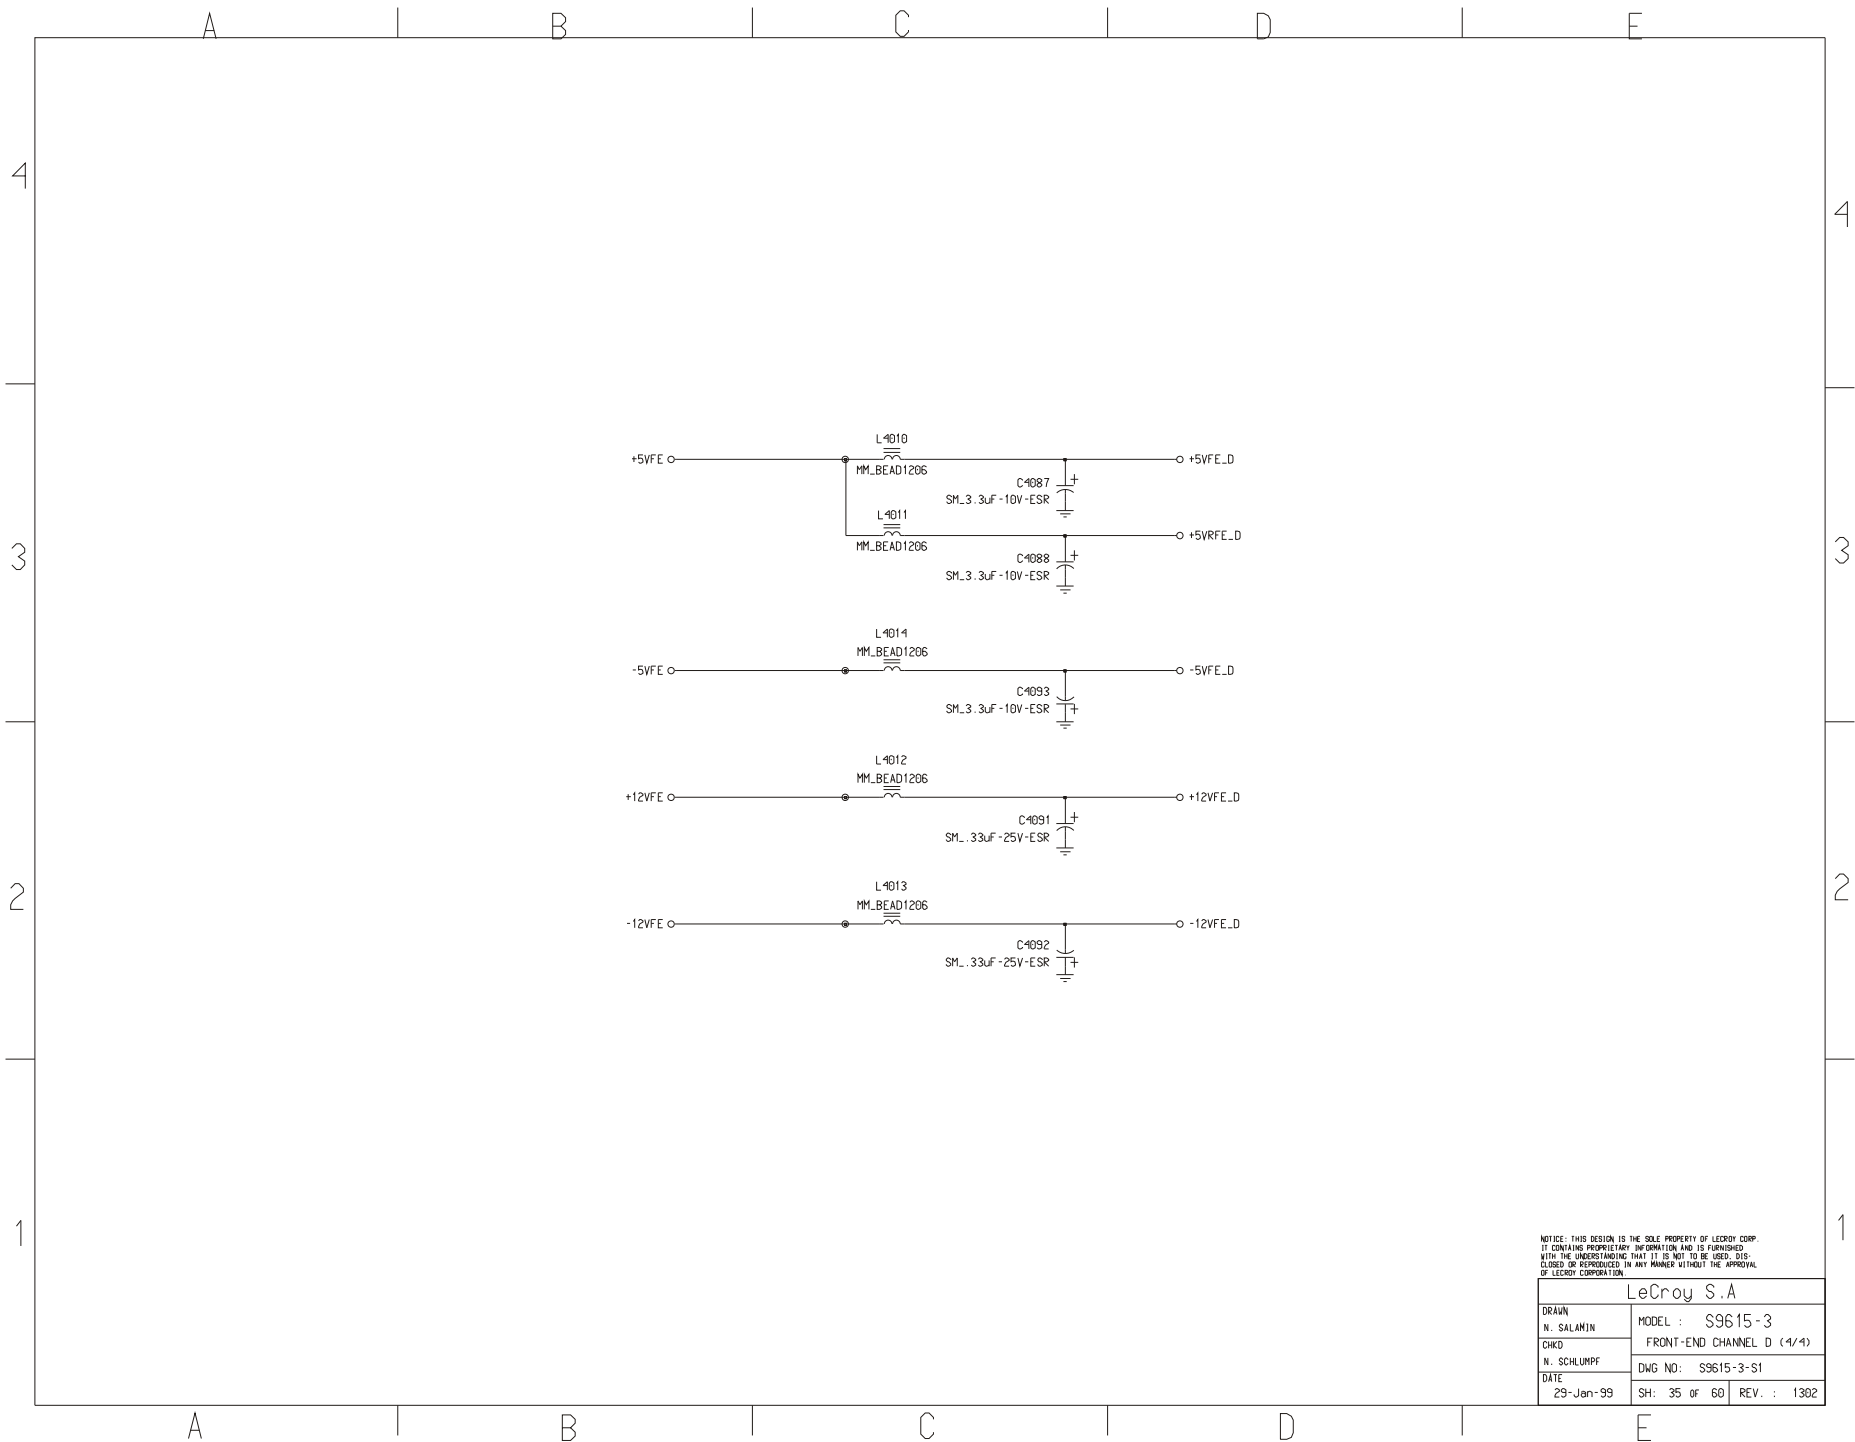 A B C D E
4
4
L4010
+5VFE
+5VFE_D
MM_BEAD1206
C4087
+
SM_3.3uF-10V-ESR
L4011
+5VRFE_D
MM_BEAD1206
3
3
C4088
+
SM_3.3uF-10V-ESR
L4014
MM_BEAD1206
-5VFE
-5VFE_D
C4093
SM_3.3uF-10V-ESR
+
L4012
MM_BEAD1206
+12VFE
+12VFE_D
C4091
+
SM_.33uF-25V-ESR
2
2
L4013
MM_BEAD1206
-12VFE
-12VFE_D
C4092
SM_.33uF-25V-ESR
+
1
1
NOTICE: THIS DESIGN IS THE SOLE PROPERTY OF LECROY CORP.
IT CONTAINS PROPRIETARY INFORMATION AND IS FURNISHED
WITH THE UNDERSTANDING THAT IT IS NOT TO BE USED, DIS-
CLOSED OR REPRODUCED IN ANY MANNER WITHOUT THE APPROVAL
OF LECROY CORPORATION.
LeCroy S.A
DRAWN
N. SALAMIN
MODEL : S9615-3
FRONT-END CHANNEL D (4/4)
CHKD
N. SCHLUMPF
DWG NO: S9615-3-S1
DATE
29-Jan-99
SH: 35 OF 60
REV. : 1302
A B C D E